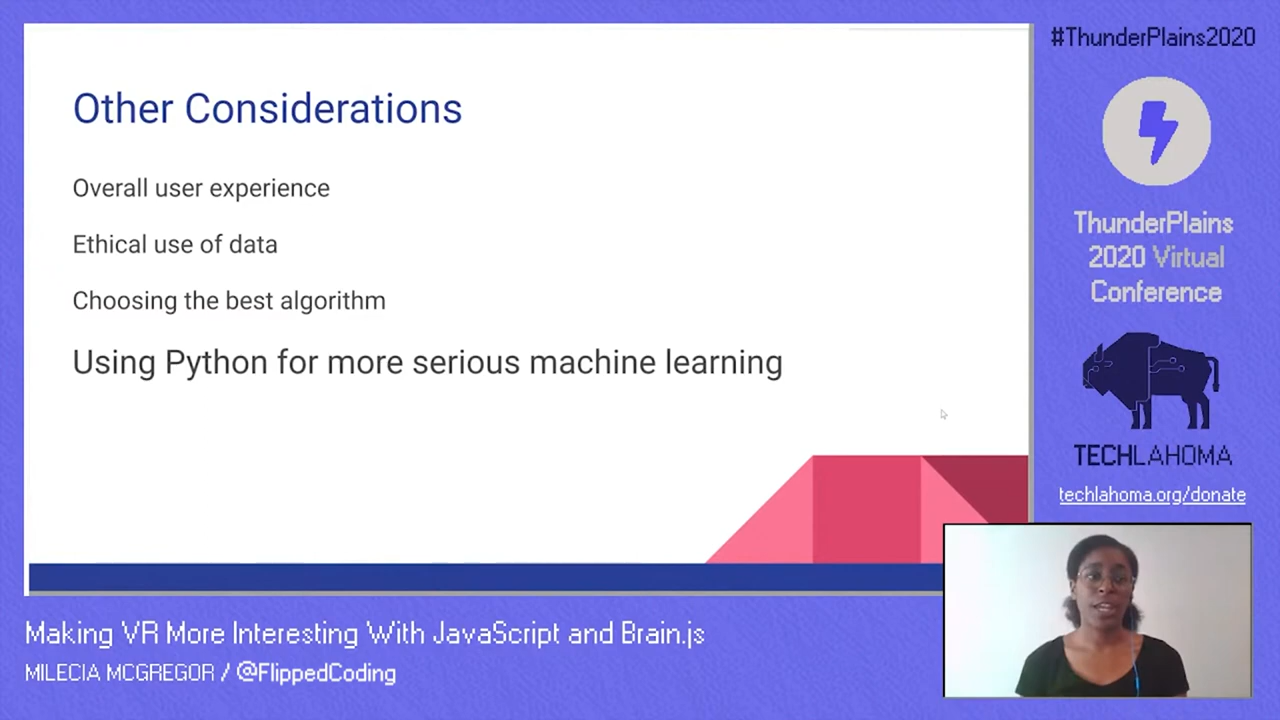 Other Considerations
Overall user experience
Ethical use of data
Choosing the best algorithm
Using Python for more serious machine learning
#ThunderPlains2020
ThunderPlains
2020 Virtual
Conference
TECHLAHOMA
techlahoma.org/donate
Making VR More Interesting With JavaScript and Brain.js
MILECIA MCGREGOR / @FlippedCoding